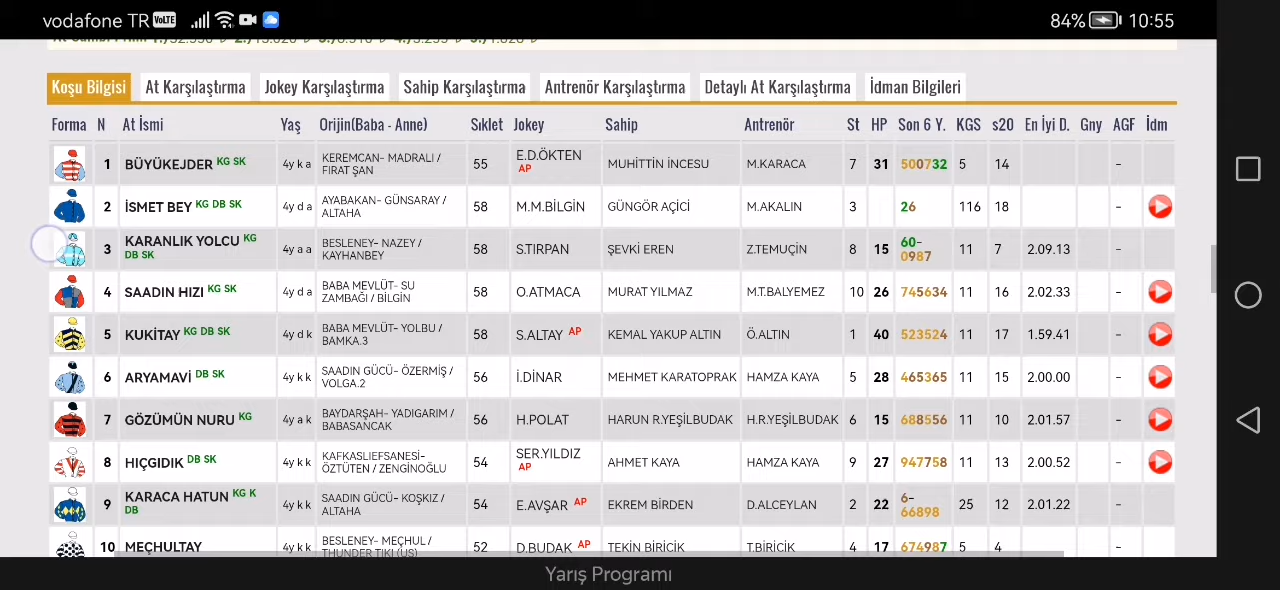 vodafone TR VoLTE 84% 10:55
Koşu Bilgisi At Karşılaştırma Jokey Karşılaştırma Sahip Karşılaştırma Antrenör Karşılaştırma Detaylı At Karşılaştırma İdman Bilgileri
Forma N At İsmi Yaş Orijin(Baba - Anne) Sıklet Jokey Sahip Antrenör St HP Son 6 Y. KGS s20 En İyi D. Gny AGF İdm
1 BÜYÜKEJDER KG SK 4y k a KEREMCAN- MADRALI / FIRAT ŞAN 55 E.D.ÖKTEN AP MUHİTTİN İNCESU M.KARACA 7 31 500732 5 14 -
2 İSMET BEY KG DB SK 4y d a AYABAKAN- GÜNSARAY / ALTAHA 58 M.M.BİLGİN GÜNGÖR AÇİCİ M.AKALIN 3 26 116 18 -
3 KARANLIK YOLCU KG DB SK 4y a a BESLENEY- NAZEY / KAYHANBEY 58 S.TIRPAN ŞEVKİ EREN Z.TEMUÇİN 8 15 60-0987 11 7 2.09.13 -
4 SAADIN HIZI KG SK 4y d a BABA MEVLÜT- SU ZAMBAĞI / BİLGİN 58 O.ATMACA MURAT YILMAZ M.T.BALYEMEZ 10 26 745634 11 16 2.02.33 -
5 KUKİTAY KG DB SK 4y d k BABA MEVLÜT- YOLBU / BAMKA.3 58 S.ALTAY AP KEMAL YAKUP ALTIN Ö.ALTIN 1 40 523524 11 17 1.59.41 -
6 ARYAMAVİ DB SK 4y k k SAADIN GÜCÜ- ÖZERMİŞ / VOLGA.2 56 İ.DİNAR MEHMET KARATOPRAK HAMZA KAYA 5 28 465365 11 15 2.00.00 -
7 GÖZÜMÜN NURU KG 4y a k BAYDARŞAH- YADIGARIM / BABASANCAK 56 H.POLAT HARUN R.YEŞİLBUDAK H.R.YEŞİLBUDAK 6 15 688556 11 10 2.01.57 -
8 HIÇGIDIK DB SK 4y k k KAFKASLIEFSANESİ- ÖZTÜTEN / ZENGİNOĞLU 54 SER.YILDIZ AP AHMET KAYA HAMZA KAYA 9 27 947758 11 13 2.00.52 -
9 KARACA HATUN KG K DB 4y k k SAADIN GÜCÜ- KOŞKIZ / ALTAHA 54 E.AVŞAR AP EKREM BİRDEN D.ALCEYLAN 2 22 6-66898 25 12 2.01.22 -
10 MEÇHULTAY 4y k k BESLENEY- MEÇHUL / THUNDER TIKI (US) 52 D.BUDAK AP TEKİN BİRİCİK T.BİRİCİK 4 17 674987 5 4 -
Yarış Programı